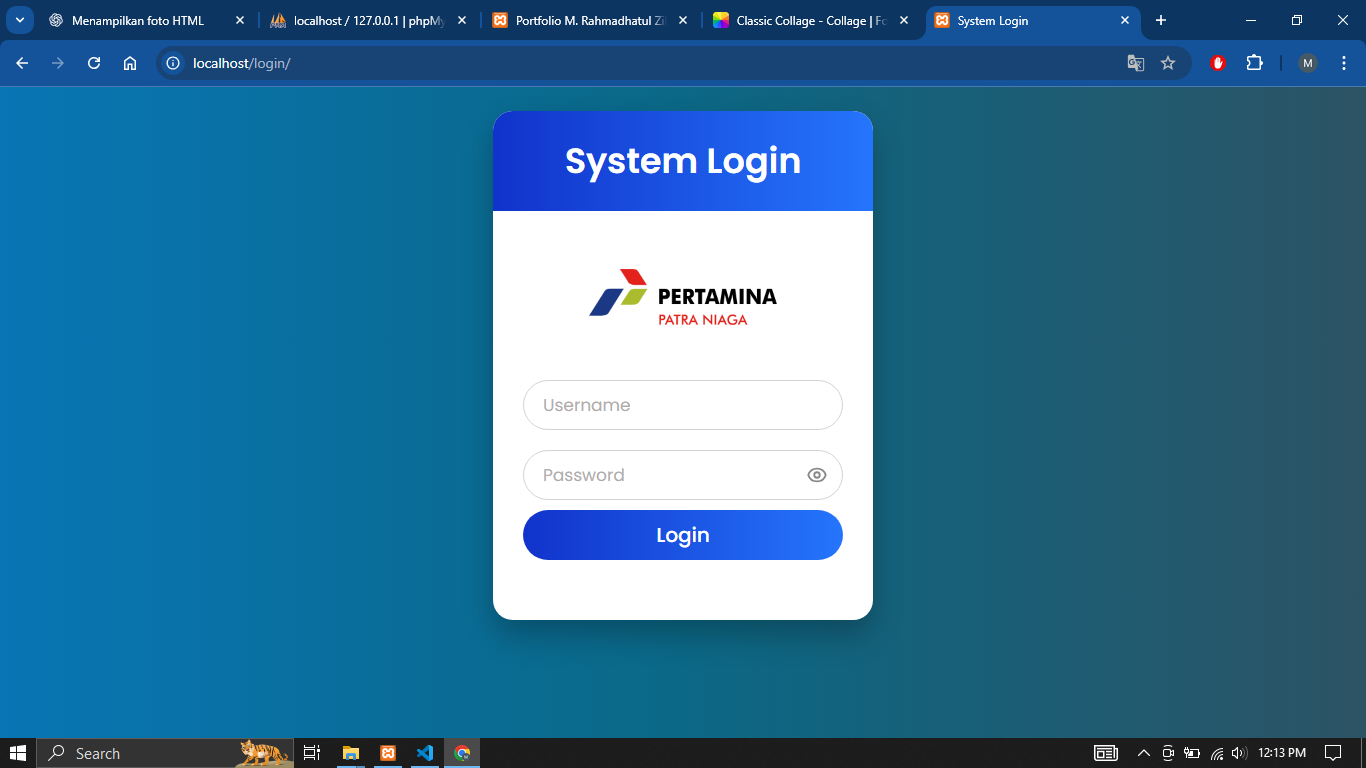 Menampilkan foto HTML
localhost / 127.0.0.1 | phpMy
Portfolio M. Rahmadhatul Zi
Classic Collage - Collage | Fo
System Login
localhost/login/
M
System Login
PERTAMINA
PATRA NIAGA
Username
Password
Login
Search
12:13 PM